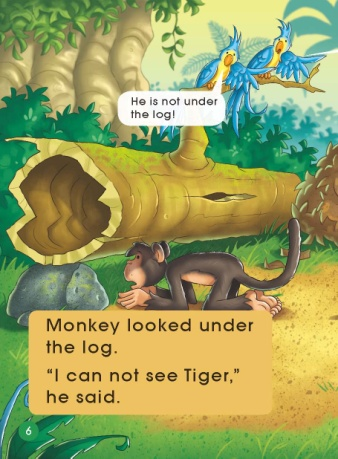 He is not under
the log!
Monkey looked under
the log.
“I can not see Tiger,”
he said.
6